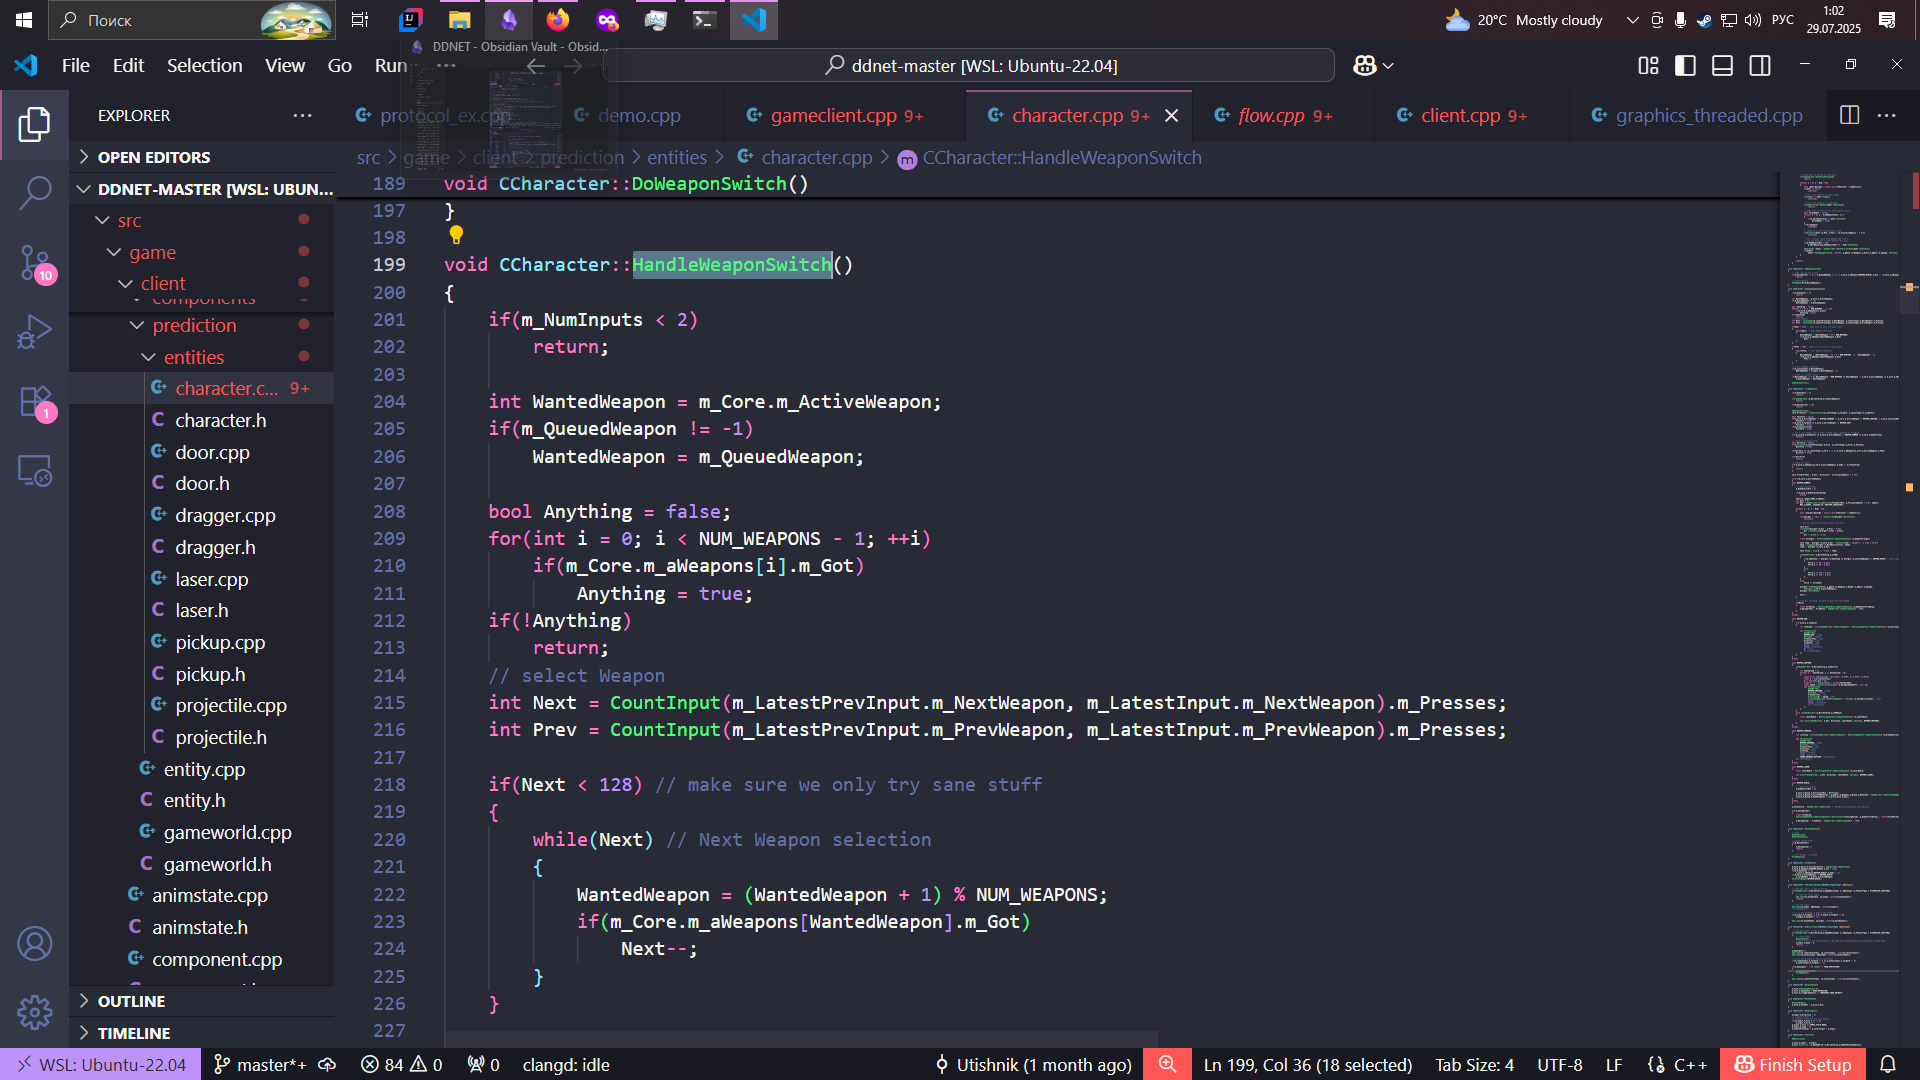 Поиск
20°C Mostly cloudy
РУС
1:02
29.07.2025
DDNET - Obsidian Vault - Obsid...
File Edit Selection View Go Run ...
ddnet-master [WSL: Ubuntu-22.04]
EXPLORER
protocol_ex.cpp
demo.cpp
gameclient.cpp 9+
character.cpp 9+
flow.cpp 9+
client.cpp 9+
graphics_threaded.cpp
OPEN EDITORS
DDNET-MASTER [WSL: UBUN...
src
game
client
components
prediction
entities
character.c... 9+
character.h
door.cpp
door.h
dragger.cpp
dragger.h
laser.cpp
laser.h
pickup.cpp
pickup.h
projectile.cpp
projectile.h
entity.cpp
entity.h
gameworld.cpp
gameworld.h
animstate.cpp
animstate.h
component.cpp
OUTLINE
TIMELINE
10
1
src > game > client > prediction > entities > character.cpp > CCharacter::HandleWeaponSwitch
189 void CCharacter::DoWeaponSwitch()
197 }
198
199 void CCharacter::HandleWeaponSwitch()
200 {
201 if(m_NumInputs < 2)
202 return;
203
204 int WantedWeapon = m_Core.m_ActiveWeapon;
205 if(m_QueuedWeapon != -1)
206 WantedWeapon = m_QueuedWeapon;
207
208 bool Anything = false;
209 for(int i = 0; i < NUM_WEAPONS - 1; ++i)
210 if(m_Core.m_aWeapons[i].m_Got)
211 Anything = true;
212 if(!Anything)
213 return;
214 // select Weapon
215 int Next = CountInput(m_LatestPrevInput.m_NextWeapon, m_LatestInput.m_NextWeapon).m_Presses;
216 int Prev = CountInput(m_LatestPrevInput.m_PrevWeapon, m_LatestInput.m_PrevWeapon).m_Presses;
217
218 if(Next < 128) // make sure we only try sane stuff
219 {
220 while(Next) // Next Weapon selection
221 {
222 WantedWeapon = (WantedWeapon + 1) % NUM_WEAPONS;
223 if(m_Core.m_aWeapons[WantedWeapon].m_Got)
224 Next--;
225 }
226 }
227
WSL: Ubuntu-22.04
master*+
84 0
0
clangd: idle
Utishnik (1 month ago)
Ln 199, Col 36 (18 selected)
Tab Size: 4
UTF-8
LF
C++
Finish Setup